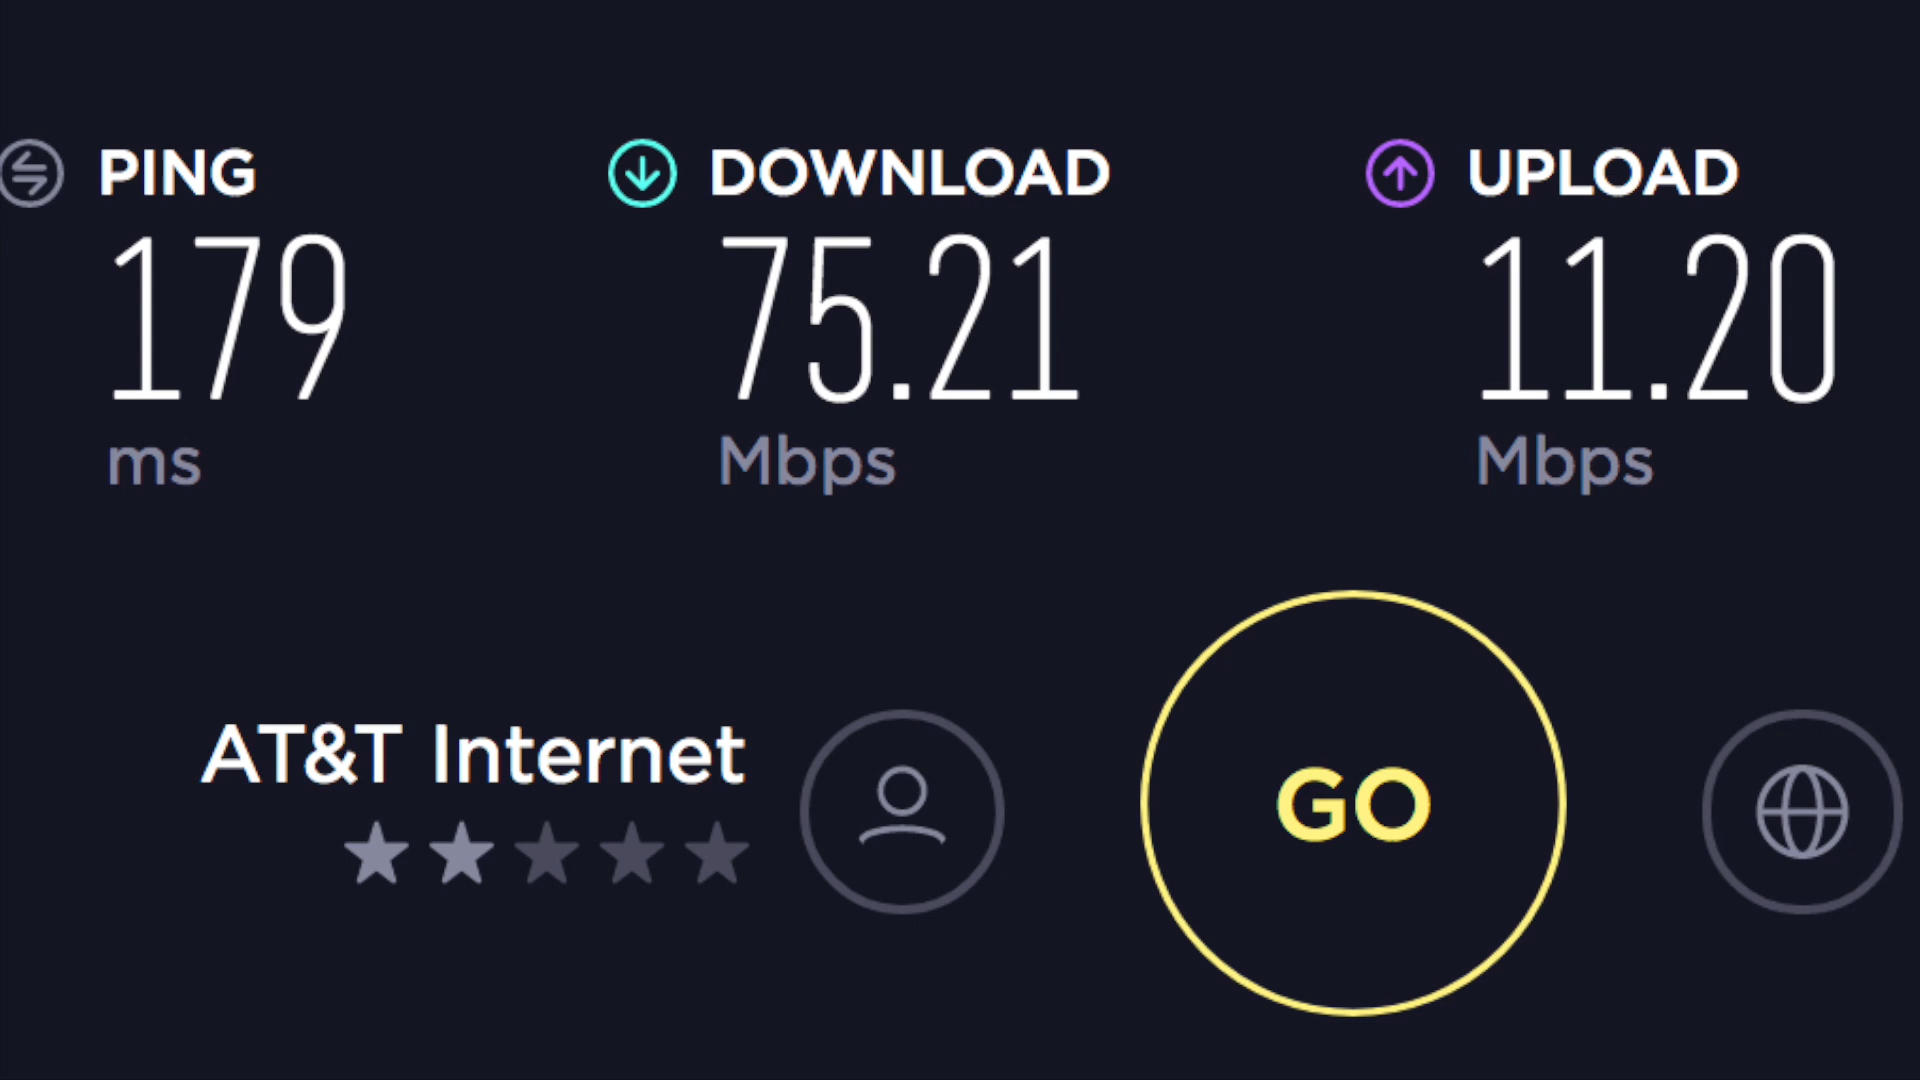 PING DOWNLOAD UPLOAD
179 75.21 11.20
ms Mbps Mbps
AT&T Internet
GO